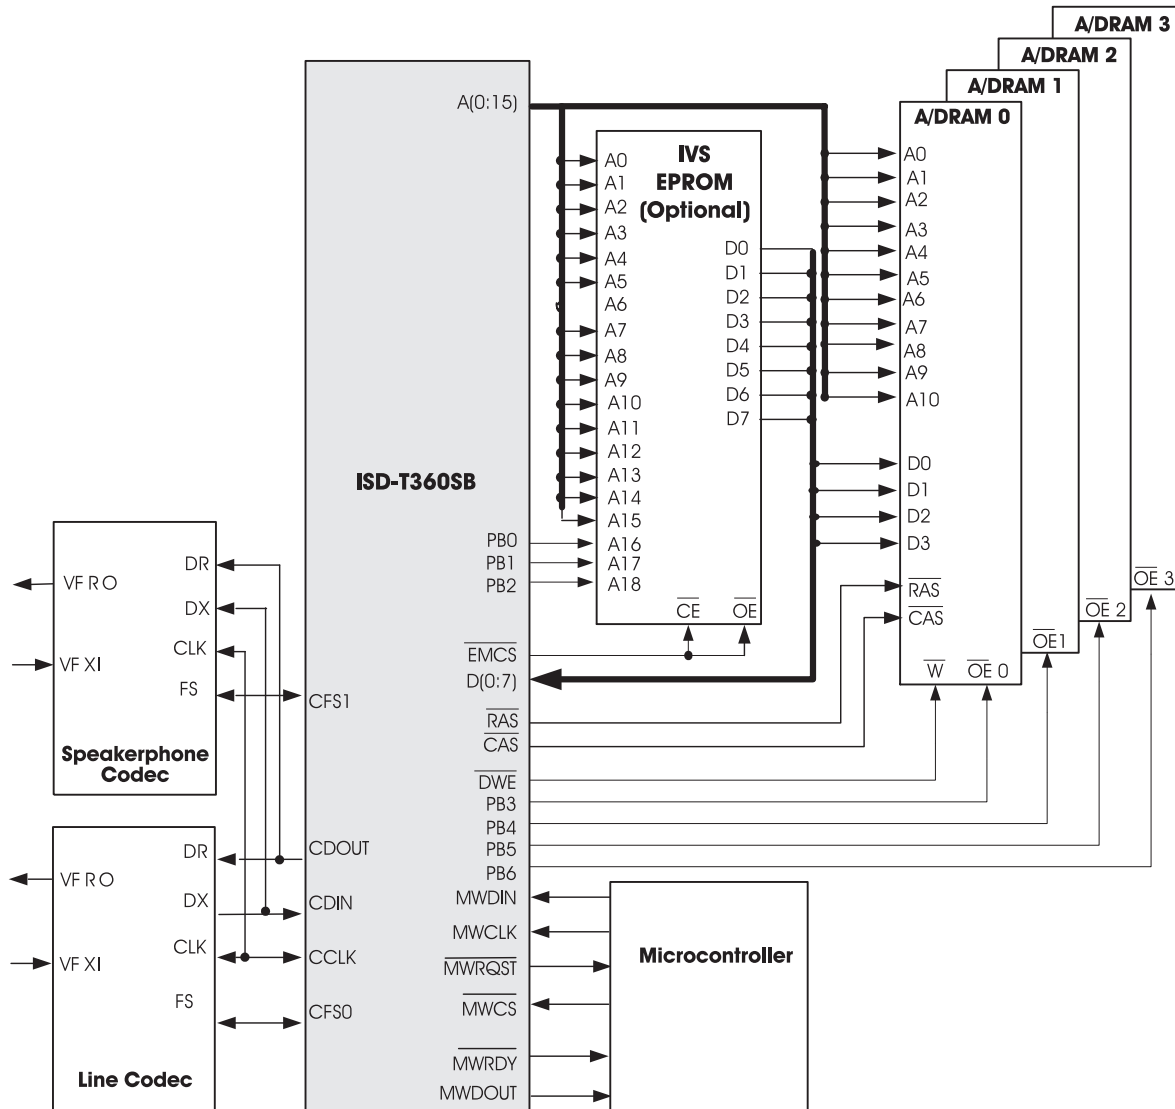 A/DRAM 3
A/DRAM 2
A/DRAM 1
A/DRAM 0
A(0:15)
IVS
EPROM
(Optional)
A0
A1
A2
A3
A4
A5
A6
A7
A8
A9
A10
A11
A12
A13
A14
A15
A16
A17
A18
D0
D1
D2
D3
D4
D5
D6
D7
CE
OE
A0
A1
A2
A3
A4
A5
A6
A7
A8
A9
A10
D0
D1
D2
D3
RAS
CAS
W
OE 0
OE1
OE 2
OE 3
ISD-T360SB
PB0
PB1
PB2
EMCS
D(0:7)
RAS
CAS
DWE
PB3
PB4
PB5
PB6
MWDIN
MWCLK
MWRQST
MWCS
MWRDY
MWDOUT
Microcontroller
CFS1
CDOUT
CDIN
CCLK
CFS0
VF RO
VF XI
DR
DX
CLK
FS
Speakerphone
Codec
VF RO
VF XI
DR
DX
CLK
FS
Line Codec